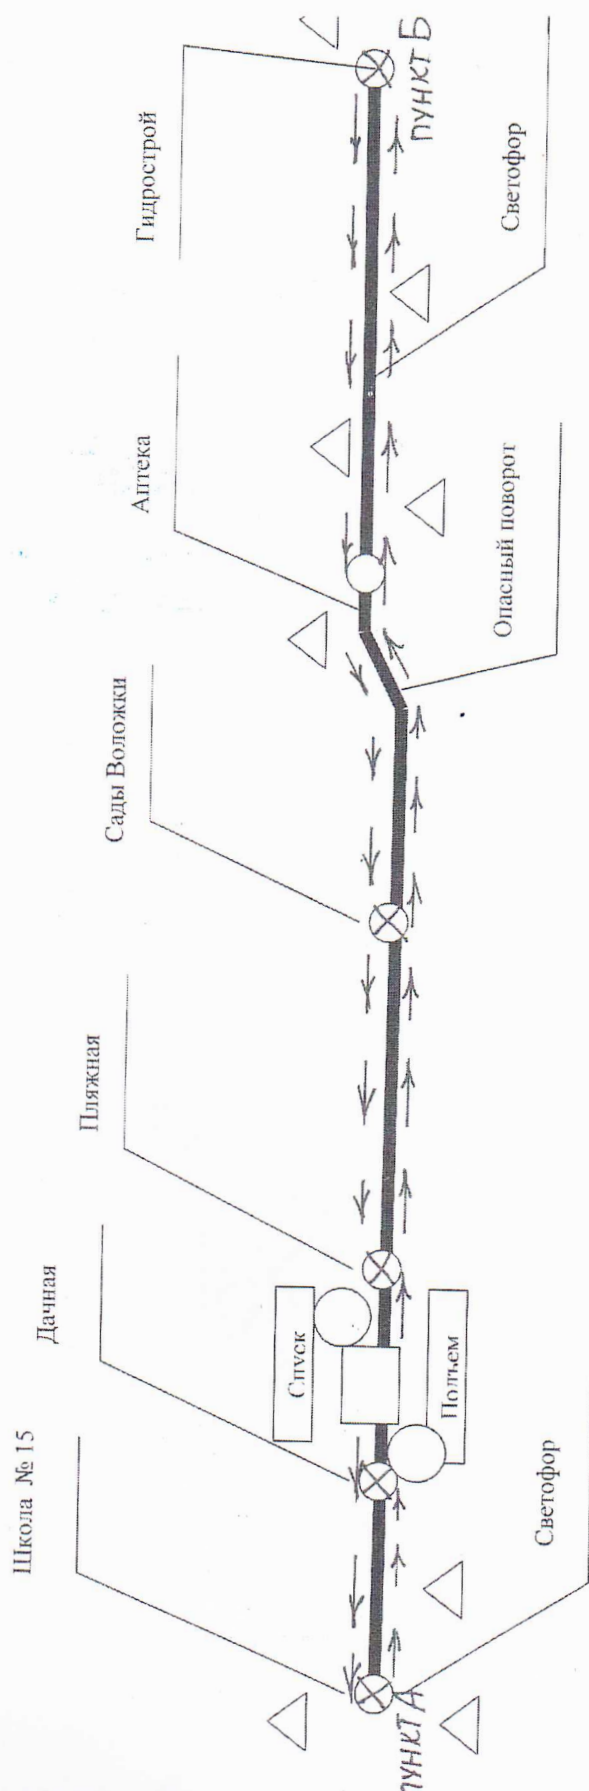 Школа № 15
Дачная
Пляжная
Сады Воложки
Аптека
Гидрострой
Спуск
Подъем
ПУНКТ А
ПУНКТ Б
Светофор
Опасный поворот
Светофор